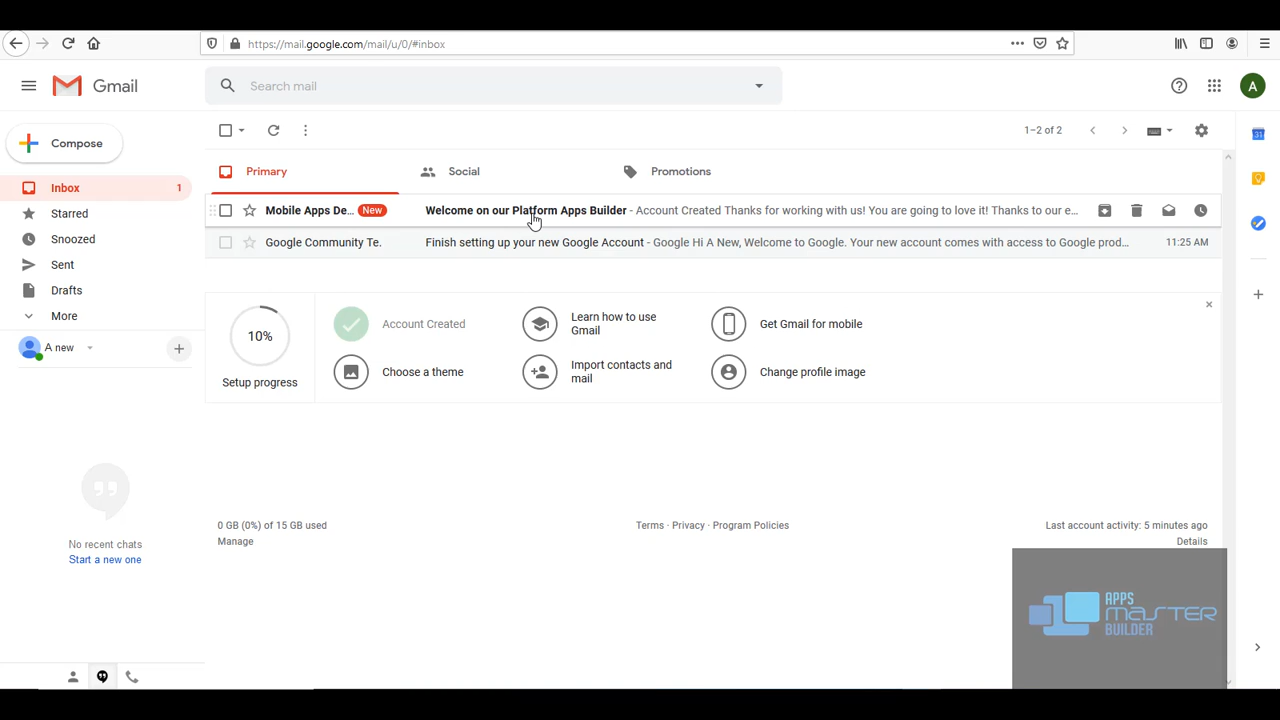 https://mail.google.com/mail/u/0/#inbox
Gmail
Search mail
A
Compose
1–2 of 2
31
Primary
Social
Promotions
Inbox 1
Starred
Snoozed
Sent
Drafts
More
Mobile Apps De... New Welcome on our Platform Apps Builder - Account Created Thanks for working with us! You are going to love it! Thanks to our e...
Google Community Te. Finish setting up your new Google Account - Google Hi A New, Welcome to Google. Your new account comes with access to Google prod... 11:25 AM
A new
10%
Setup progress
Account Created
Learn how to use
Gmail
Get Gmail for mobile
Choose a theme
Import contacts and
mail
Change profile image
No recent chats
Start a new one
0 GB (0%) of 15 GB used
Manage
Terms · Privacy · Program Policies
Last account activity: 5 minutes ago
Details
APPS
MASTER
BUILDER